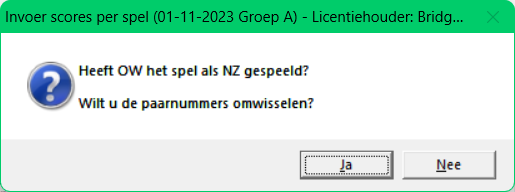 Invoer scores per spel (01-11-2023 Groep A) - Licentiehouder: Bridg...
Heeft OW het spel als NZ gespeeld?
Wilt u de paarnummers omwisselen?
Ja
Nee